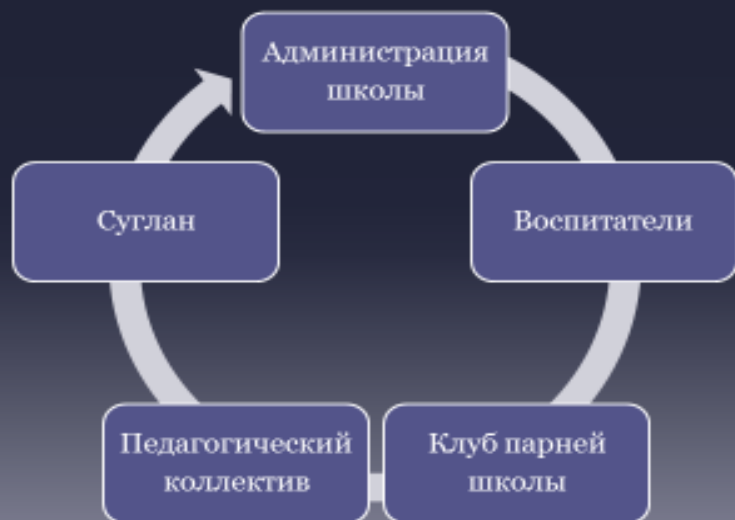 Администрация
школы
Воспитатели
Клуб парней
школы
Педагогический
коллектив
Суглан